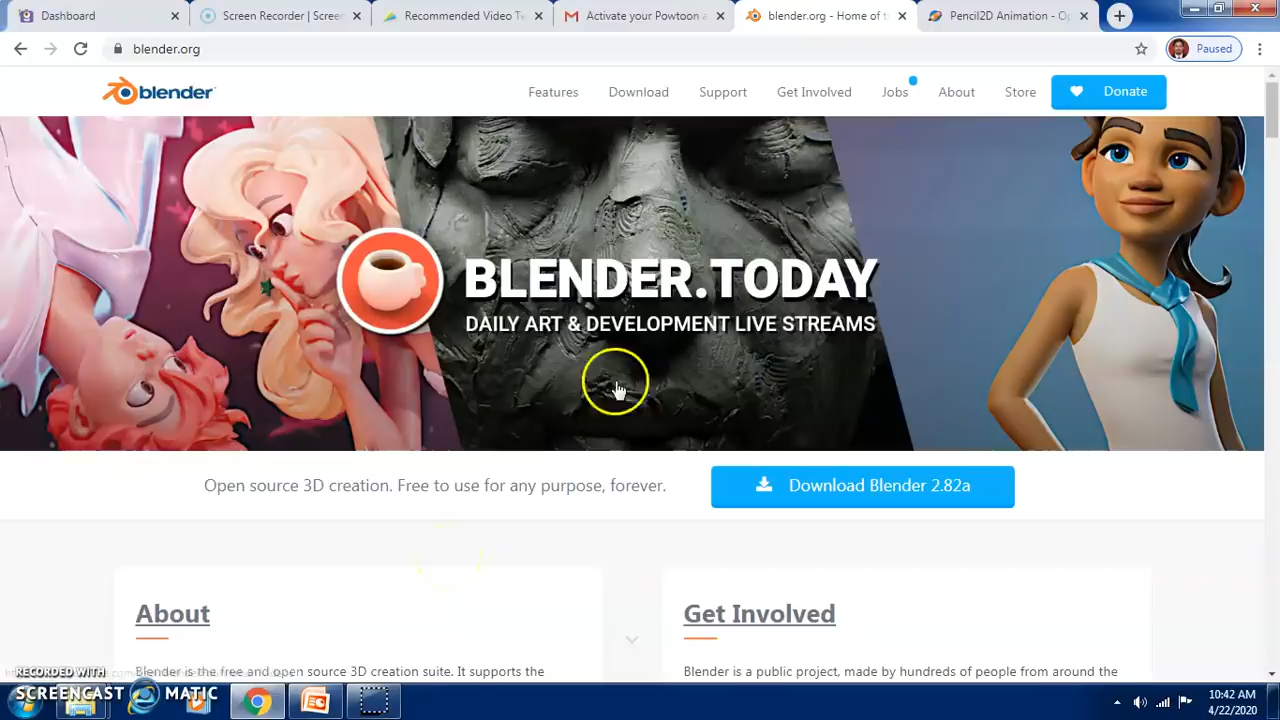 Dashboard
Screen Recorder | Screen
Recommended Video T
Activate your Powtoon a
blender.org - Home of t
Pencil2D Animation - Op
blender.org
Paused
blender
Features
Download
Support
Get Involved
Jobs
About
Store
Donate
BLENDER.TODAY
DAILY ART & DEVELOPMENT LIVE STREAMS
Open source 3D creation. Free to use for any purpose, forever.
Download Blender 2.82a
About
Get Involved
Blender is the free and open source 3D creation suite. It supports the
Blender is a public project, made by hundreds of people from around the
RECORDED WITH
SCREENCAST MATIC
10:42 AM
4/22/2020